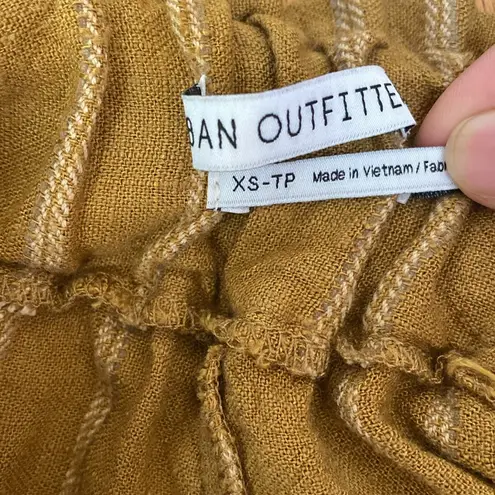 BAN OUTFITTE
XS-TP Made in Vietnam / Fab